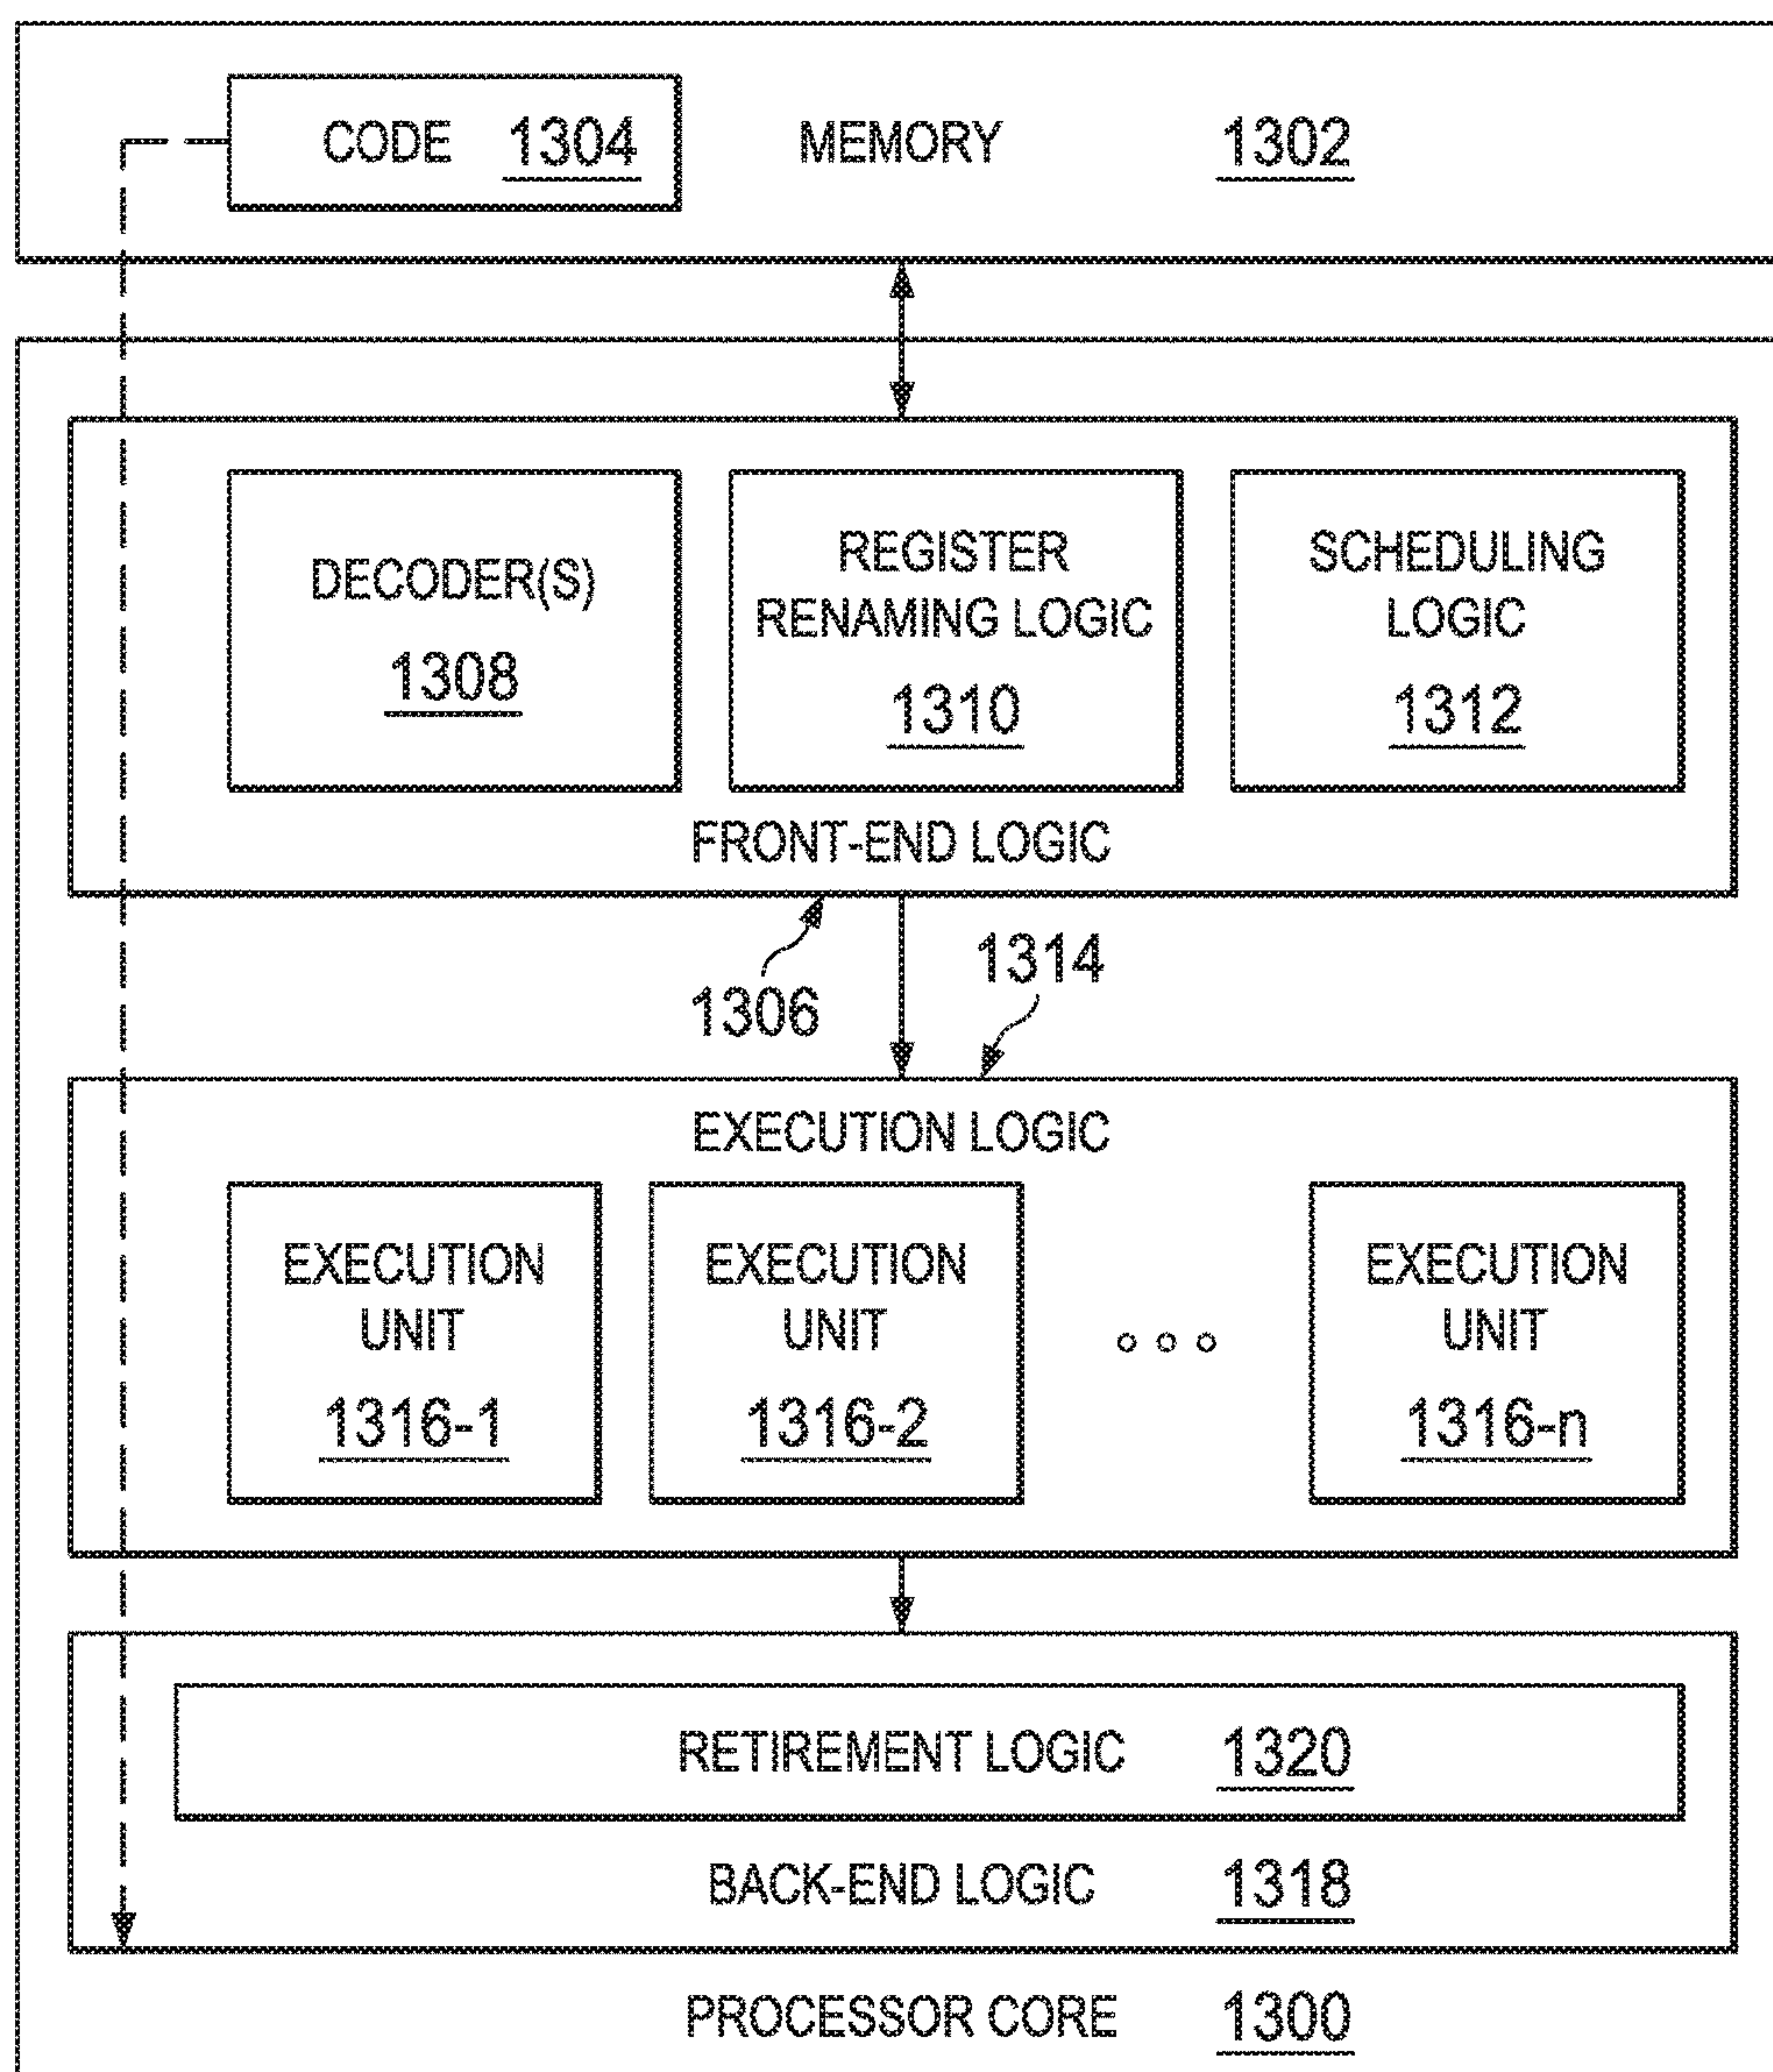 CODE 1304 MEMORY 1302
DECODER(S)
1308
REGISTER
RENAMING LOGIC
1310
SCHEDULING
LOGIC
1312
FRONT-END LOGIC
1306
1314
EXECUTION LOGIC
EXECUTION
UNIT
1316-1
EXECUTION
UNIT
1316-2
EXECUTION
UNIT
1316-n
RETIREMENT LOGIC 1320
BACK-END LOGIC 1318
PROCESSOR CORE 1300